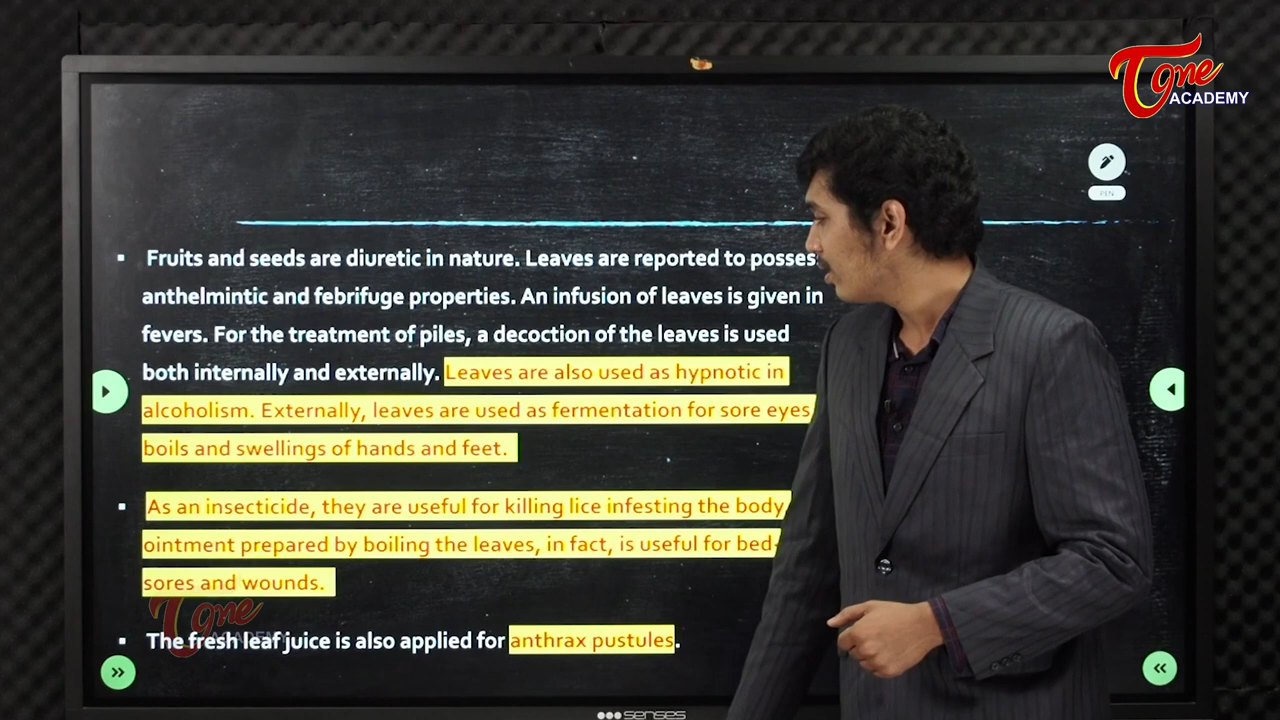 Tone
ACADEMY
PEN
Fruits and seeds are diuretic in nature. Leaves are reported to posses
anthelmintic and febrifuge properties. An infusion of leaves is given in
fevers. For the treatment of piles, a decoction of the leaves is used
both internally and externally. Leaves are also used as hypnotic in
alcoholism. Externally, leaves are used as fermentation for sore eyes
boils and swellings of hands and feet.
As an insecticide, they are useful for killing lice infesting the body
ointment prepared by boiling the leaves, in fact, is useful for bed-
sores and wounds.
Tone
ACADEMY
The fresh leaf juice is also applied for anthrax pustules.
senses